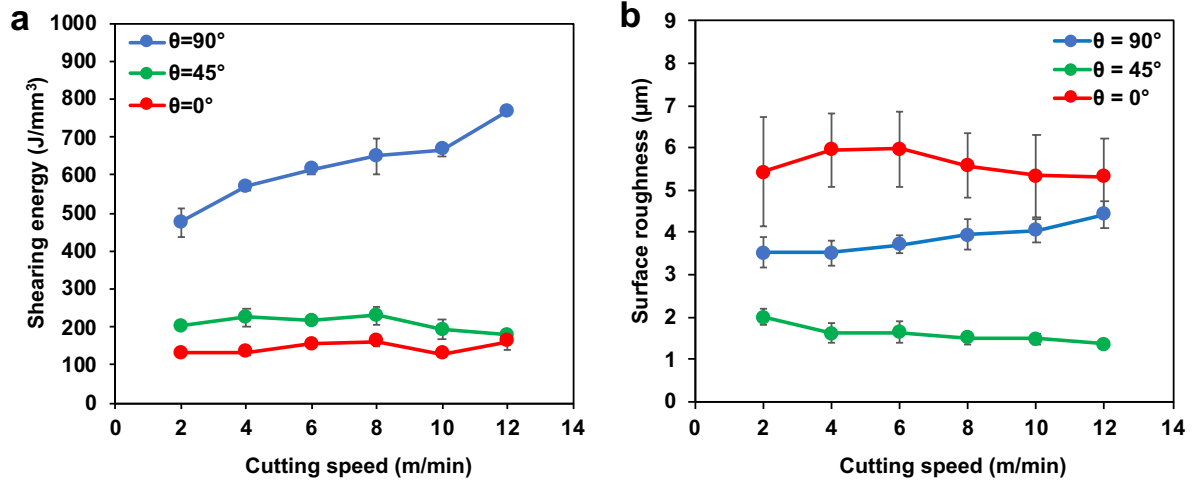 a
Shearing energy (J/mm³)
1000
900
800
700
600
500
400
300
200
100
0
θ=90°
θ=45°
θ=0°
0 2 4 6 8 10 12 14
Cutting speed (m/min)
b
Surface roughness (μm)
9
8
7
6
5
4
3
2
1
0
θ = 90°
θ = 45°
θ = 0°
0 2 4 6 8 10 12 14
Cutting speed (m/min)